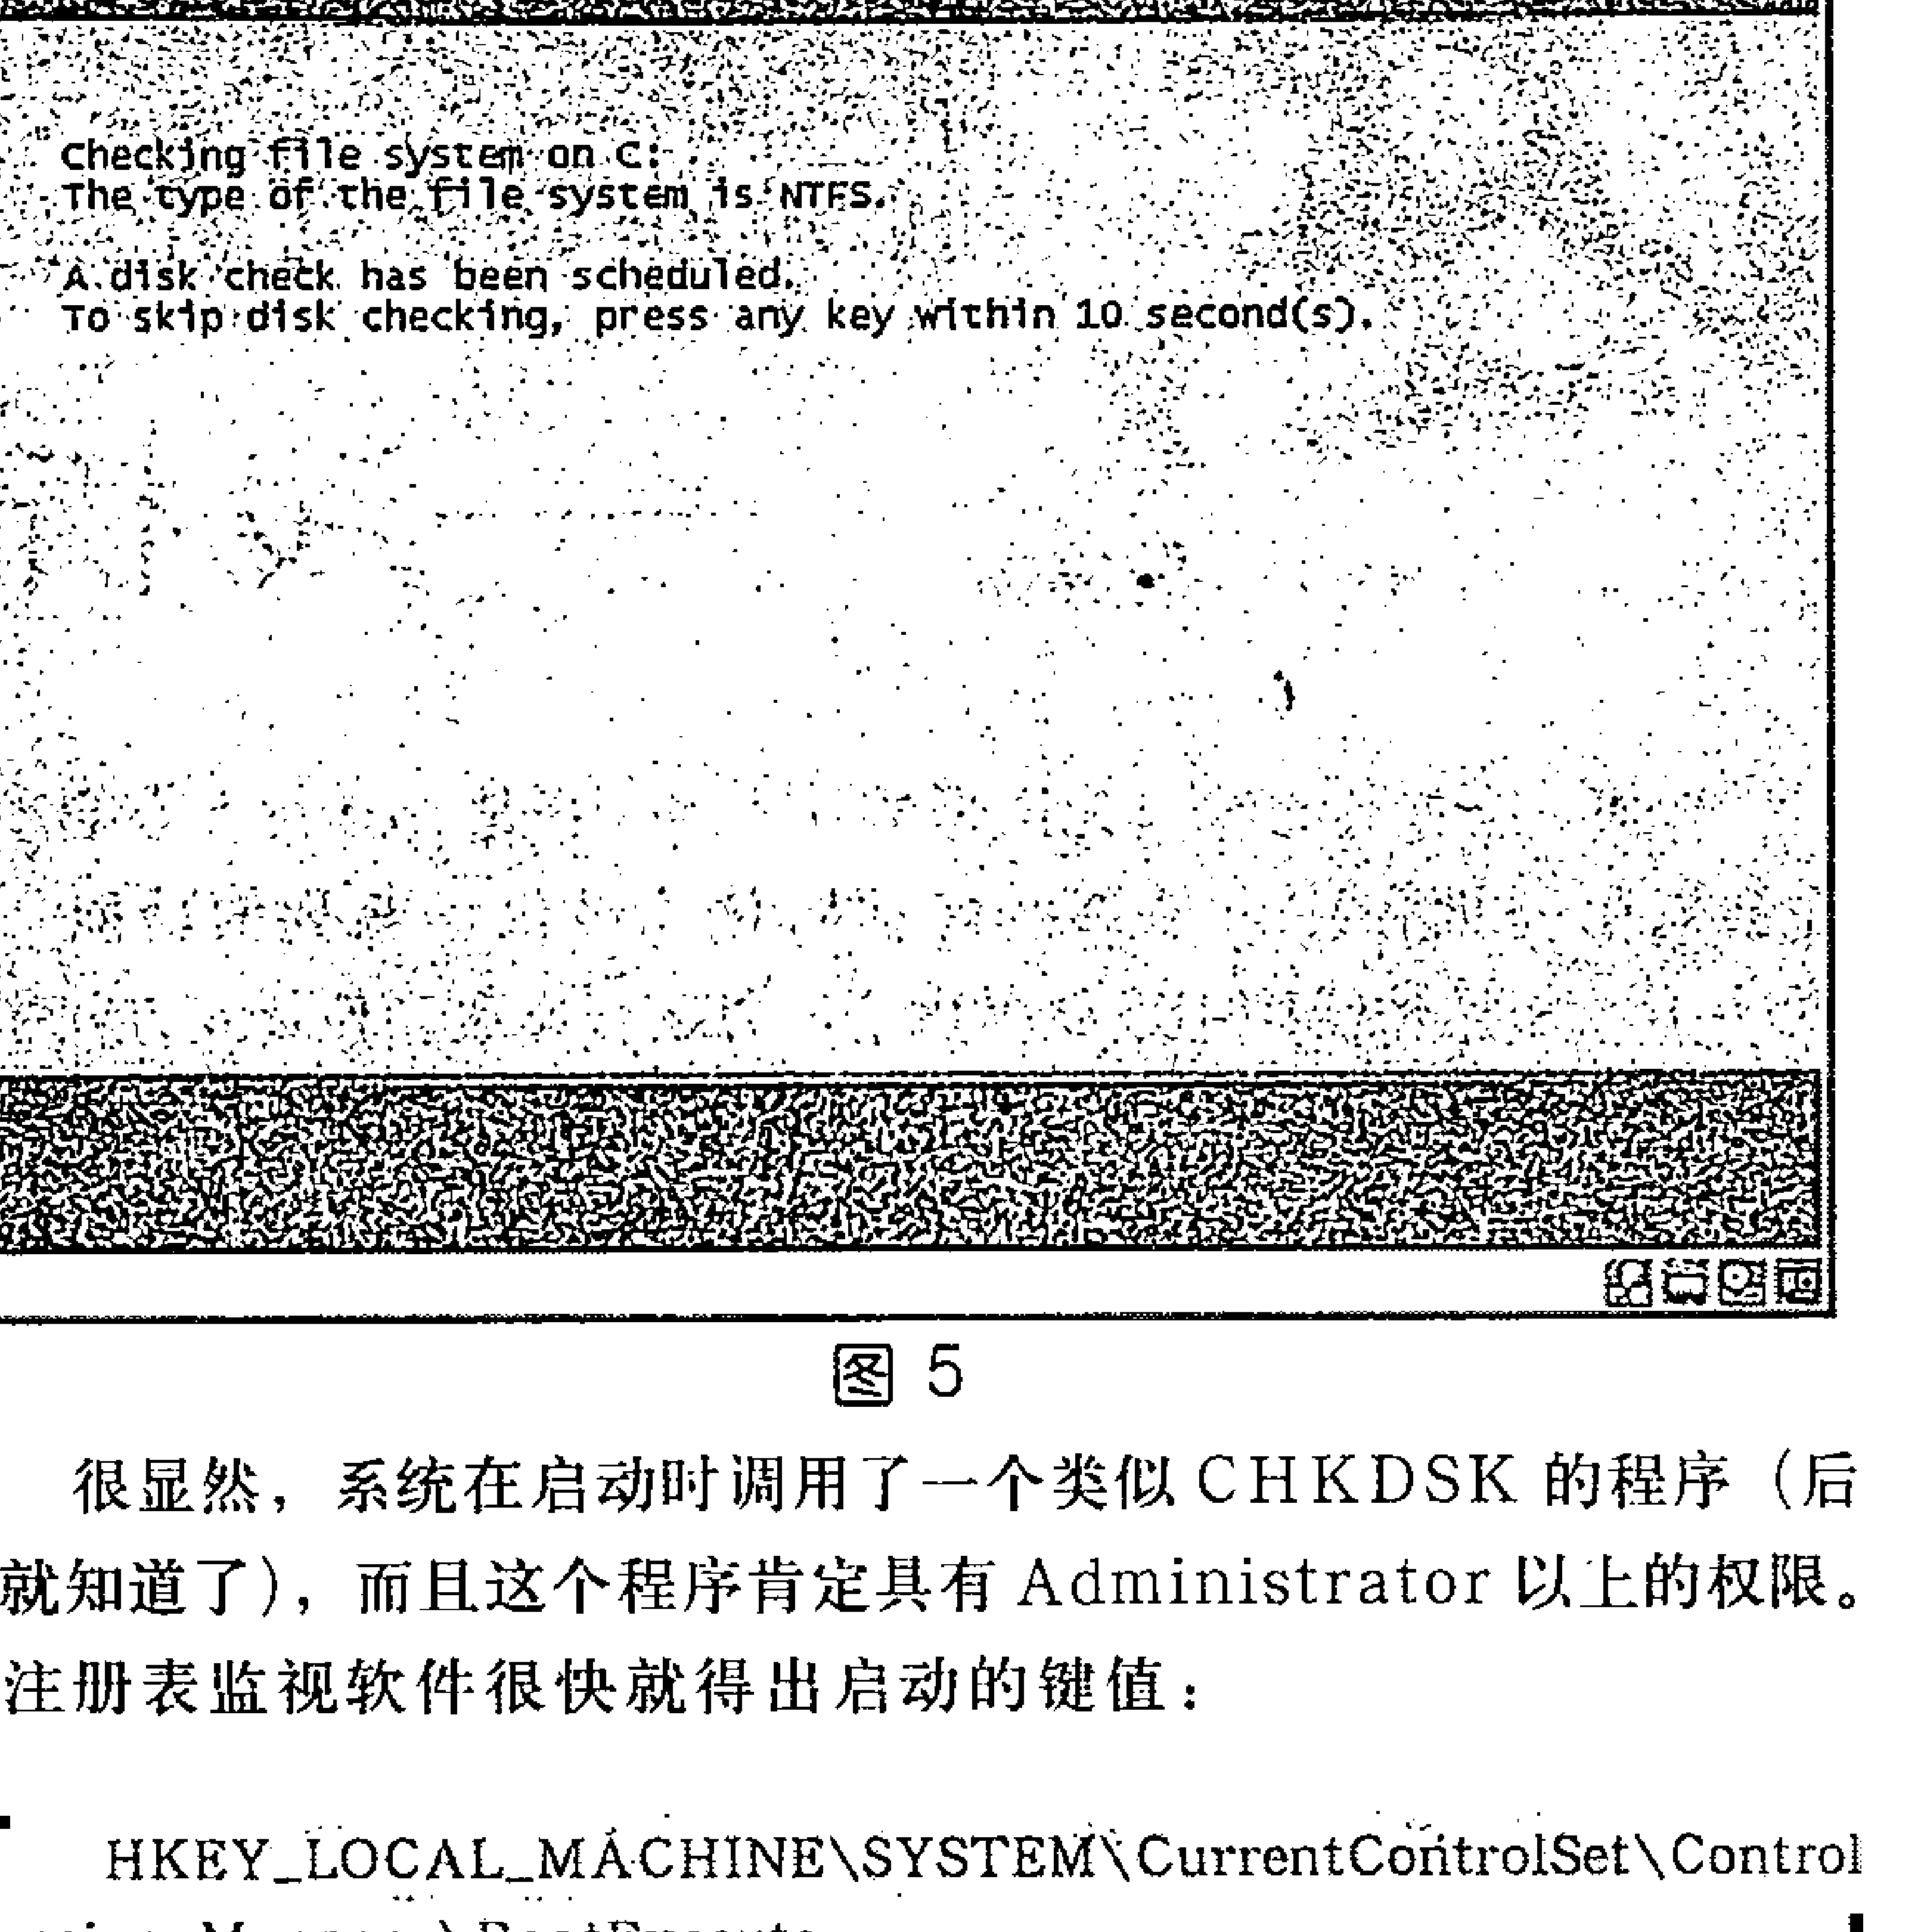 Checking file system on C:
The type of the file system is NTFS.
A disk check has been scheduled.
To skip disk checking, press any key within 10 second(s).
图 5
很显然，系统在启动时调用了一个类似 CHKDSK 的程序（后
就知道了），而且这个程序肯定具有 Administrator 以上的权限。
注册表监视软件很快就得出启动的键值：
HKEY_LOCAL_MACHINE\SYSTEM\CurrentControlSet\Control